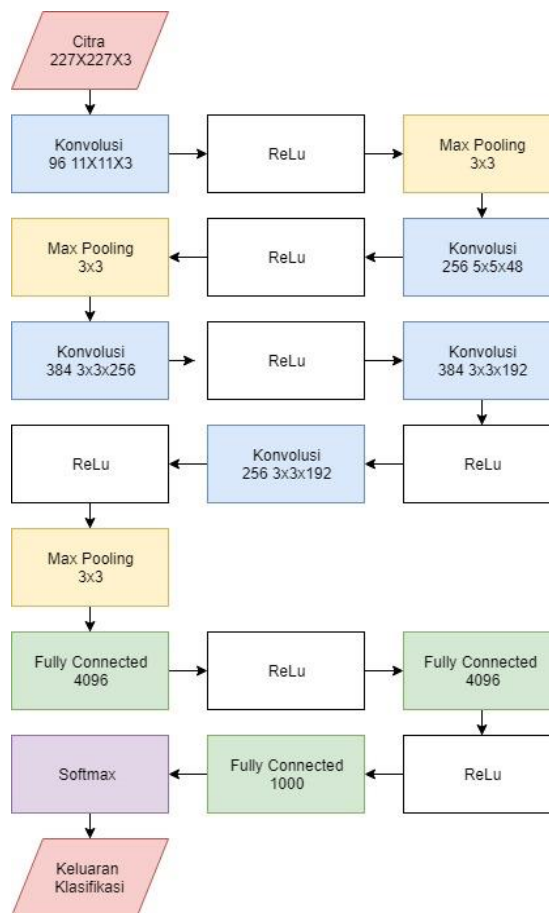 Citra
227X227X3
Konvolusi
96 11X11X3
ReLu
Max Pooling
3x3
Konvolusi
256 5x5x48
ReLu
Max Pooling
3x3
Konvolusi
384 3x3x256
ReLu
Konvolusi
384 3x3x192
ReLu
Konvolusi
256 3x3x192
ReLu
Max Pooling
3x3
Fully Connected
4096
ReLu
Fully Connected
4096
ReLu
Fully Connected
1000
Softmax
Keluaran
Klasifikasi